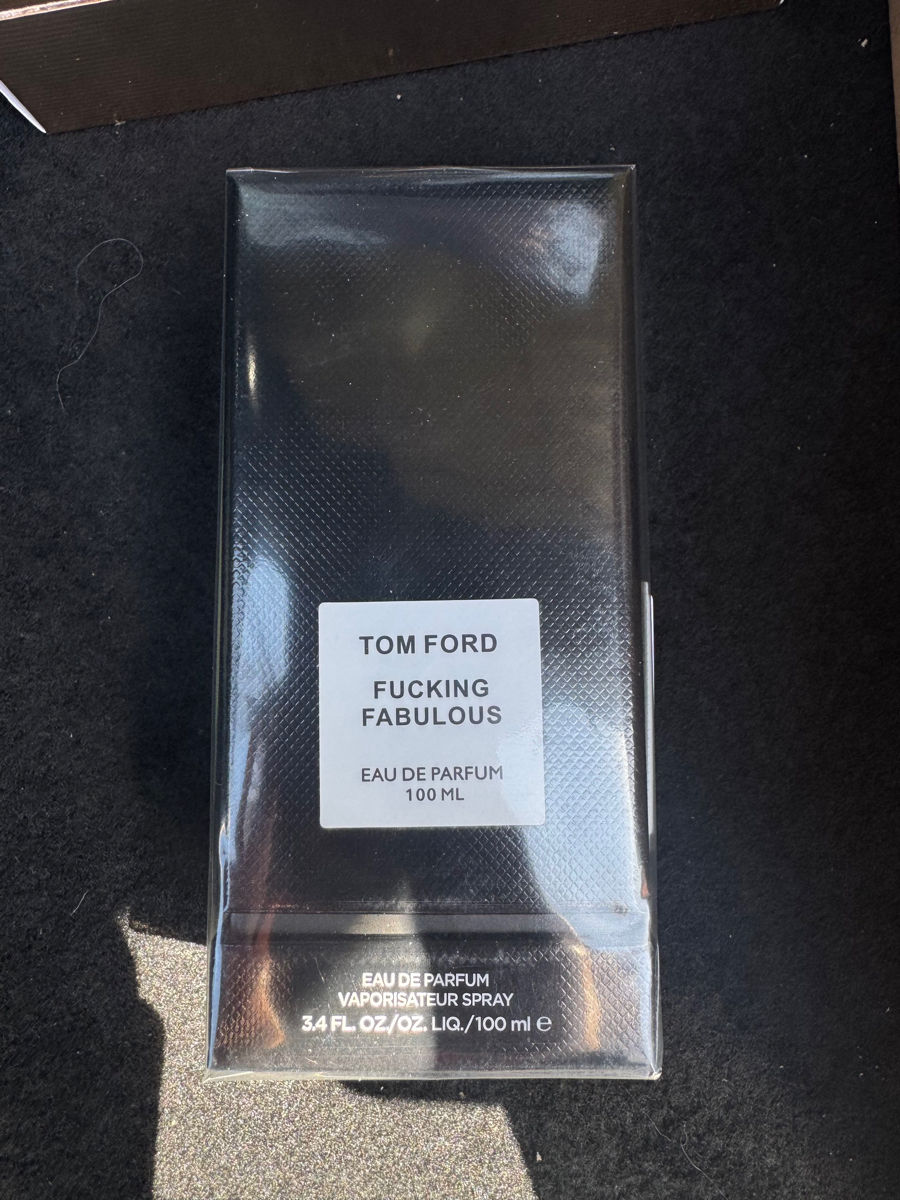 TOM FORD
FUCKING
FABULOUS
EAU DE PARFUM
100 ML
EAU DE PARFUM
VAPORISATEUR SPRAY
3.4 FL. OZ./OZ. LIQ./100 ml ℮